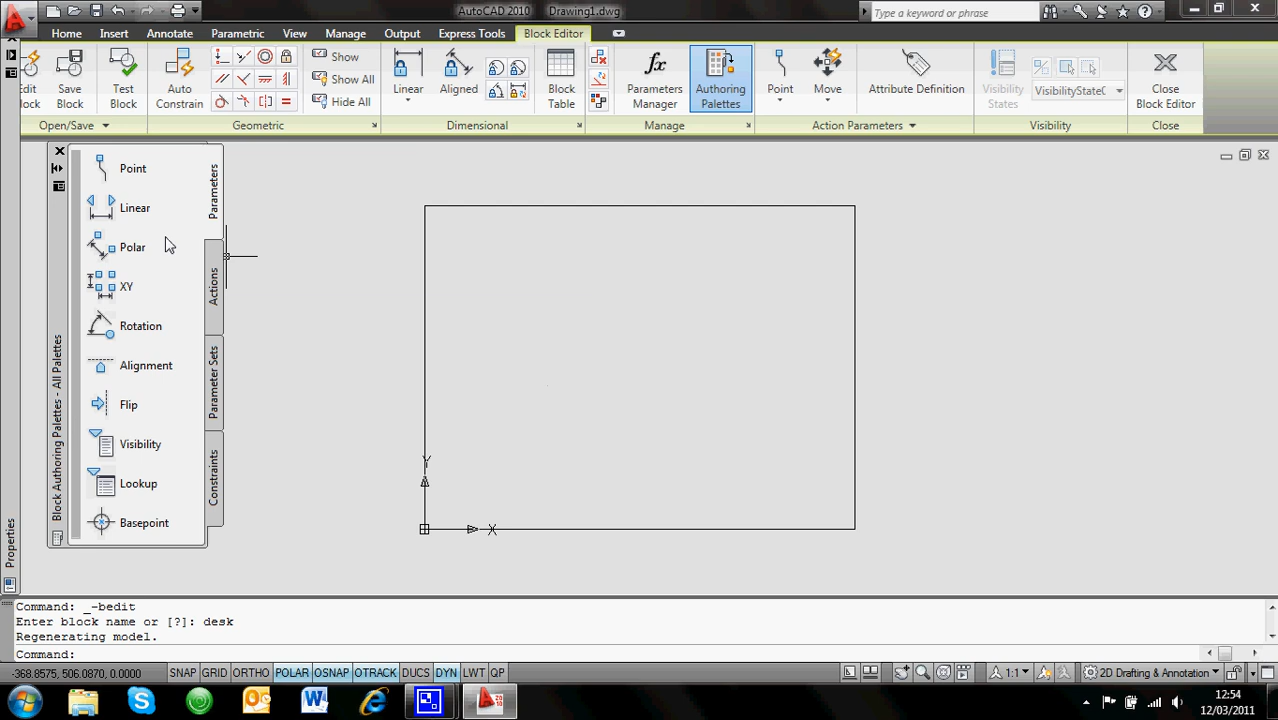 AutoCAD 2010 Drawing1.dwg
Type a keyword or phrase
Home Insert Annotate Parametric View Manage Output Express Tools Block Editor
Save Block
Test Block
Auto Constrain
Show
Show All
Hide All
Linear
Aligned
Block Table
fx
Parameters Manager
Authoring Palettes
Point
Move
Attribute Definition
Visibility States
Close Block Editor
Open/Save Geometric Dimensional Manage Action Parameters Visibility Close
Point
Linear
Polar
XY
Rotation
Alignment
Flip
Visibility
Lookup
Basepoint
Parameters
Actions
Parameter Sets
Constraints
Block Authoring Palettes - All Palettes
Properties
Y
X
Command: _-bedit
Enter block name or [?]: desk
Regenerating model.
Command:
-368.8575, 506.0870, 0.0000 SNAP GRID ORTHO POLAR OSNAP OTRACK DUCS DYN LWT QP 1:1 2D Drafting & Annotation
12:54
12/03/2011